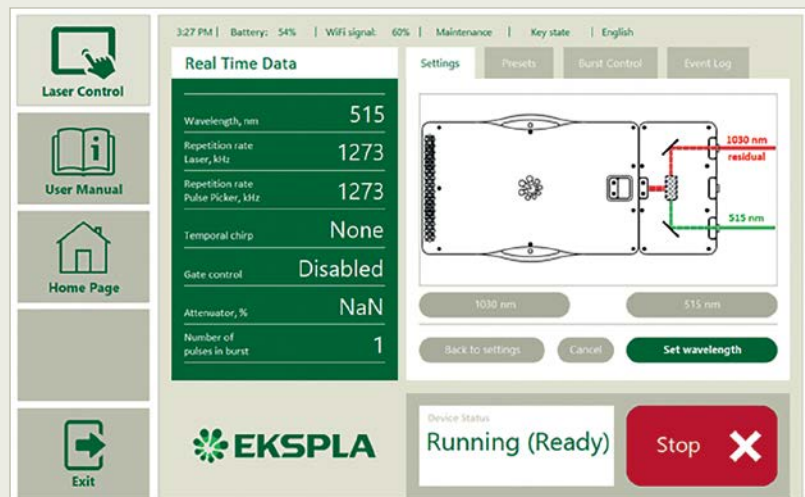 3:27 PM | Battery: 54% | WiFi signal: 60% | Maintenance | Key state | English
Laser Control
User Manual
Home Page
Exit
Real Time Data
Wavelength, nm 515
Repetition rate
Laser, kHz 1273
Repetition rate
Pulse Picker, kHz 1273
Temporal chirp None
Gate control Disabled
Attenuator, % NaN
Number of
pulses in burst 1
Settings Presets Burst Control Event Log
1030 nm
residual
515 nm
1030 nm 515 nm
Back to settings Cancel Set wavelength
EKSPLA
Device Status
Running (Ready)
Stop